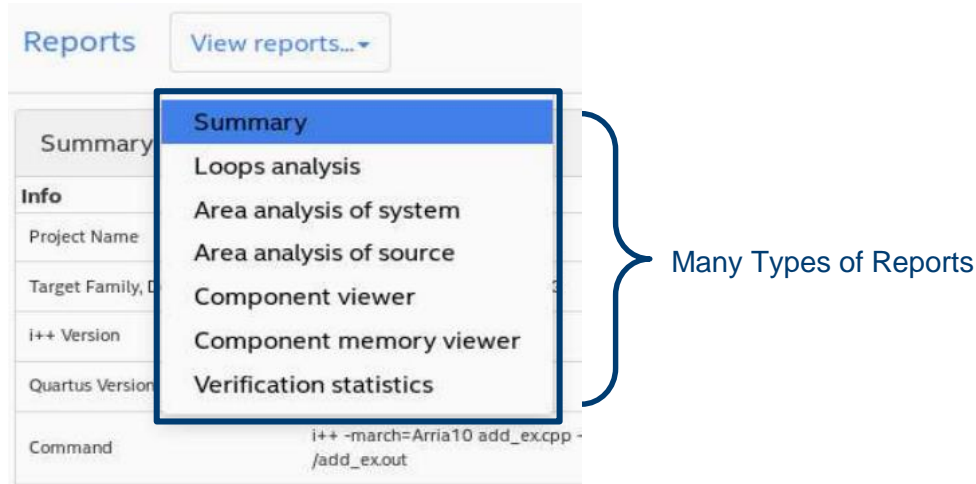 Reports
View reports...
Summary
Summary
Loops analysis
Area analysis of system
Area analysis of source
Component viewer
Component memory viewer
Verification statistics
Many Types of Reports
Info
Project Name
Target Family,
i++ Version
Quartus Version
Command
i++ -march=Arria10 add_ex.cpp -
/add_ex.out